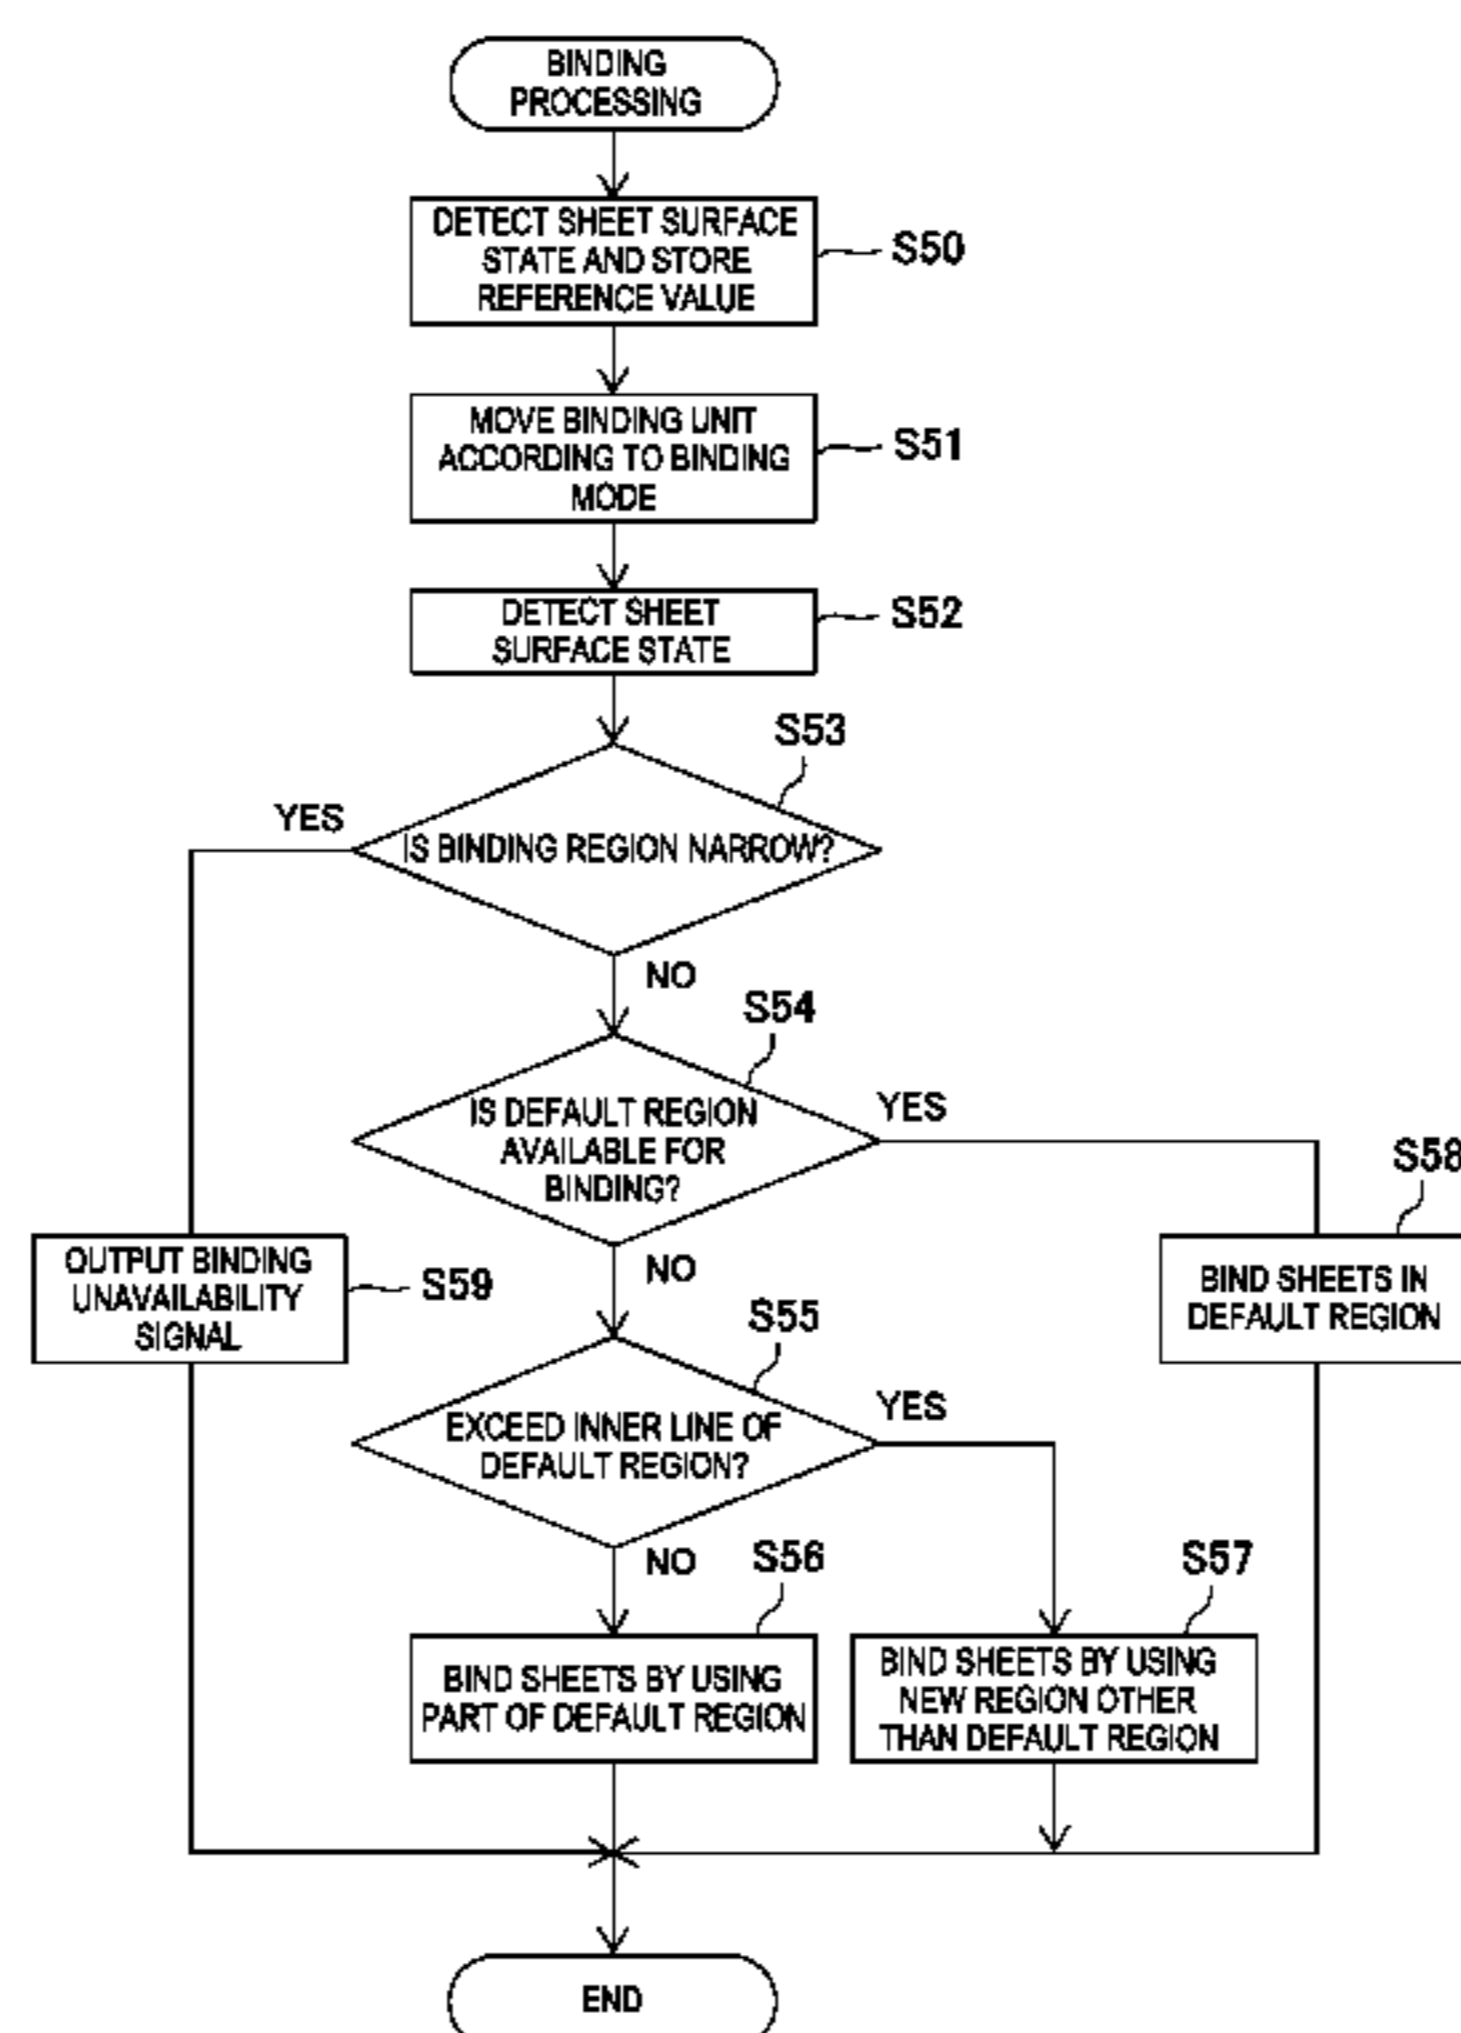 BINDING
PROCESSING
DETECT SHEET SURFACE
STATE AND STORE
REFERENCE VALUE
S50
MOVE BINDING UNIT
ACCORDING TO BINDING
MODE
S51
DETECT SHEET
SURFACE STATE
S52
S53
YES
IS BINDING REGION NARROW?
NO
S54
YES
IS DEFAULT REGION
AVAILABLE FOR
BINDING?
NO
S58
BIND SHEETS IN
DEFAULT REGION
OUTPUT BINDING
UNAVAILABILITY
SIGNAL
S59
S55
YES
EXCEED INNER LINE OF
DEFAULT REGION?
NO
S56
BIND SHEETS BY USING
PART OF DEFAULT REGION
S57
BIND SHEETS BY USING
NEW REGION OTHER
THAN DEFAULT REGION
END